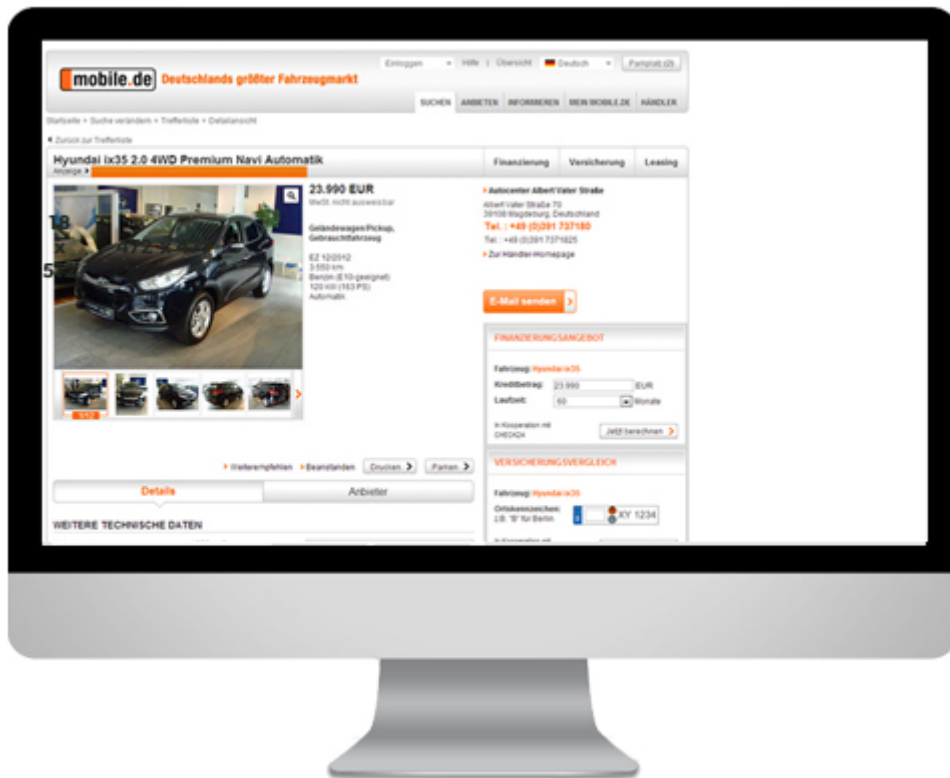 Einloggen Hilfe | Übersicht Deutsch Parkplatz (0)
mobile.de Deutschlands größter Fahrzeugmarkt
SUCHEN ANBIETEN INFORMIEREN MEIN MOBILE.DE HÄNDLER
Startseite » Suche verändern » Trefferliste » Detailansicht
Zurück zur Trefferliste
Hyundai ix35 2.0 4WD Premium Navi Automatik
Anzeige
Finanzierung Versicherung Leasing
18
5
23.990 EUR
MwSt. nicht ausweisbar
Geländewagen/Pickup,
Gebrauchtfahrzeug
EZ 12/2012
3.550 km
Benzin (E10-geeignet)
120 kW (163 PS)
Automatik
1/12
Weiterempfehlen Beanstanden Drucken Parken
Details Anbieter
WEITERE TECHNISCHE DATEN
Autocenter Albert Vater Straße
Albert Vater Straße 70
39108 Magdeburg, Deutschland
Tel.: +49 (0)391 737180
Tel.: +49 (0)391 7371825
Zur Händler-Homepage
E-Mail senden
FINANZIERUNGSANGEBOT
Fahrzeug: Hyundai ix35
Kreditbetrag: 23.990 EUR
Laufzeit: 60 Monate
In Kooperation mit
CHECK24
Jetzt berechnen
VERSICHERUNGSVERGLEICH
Fahrzeug: Hyundai ix35
Ortskennzeichen:
z.B. "B" für Berlin
XY 1234
In Kooperation mit